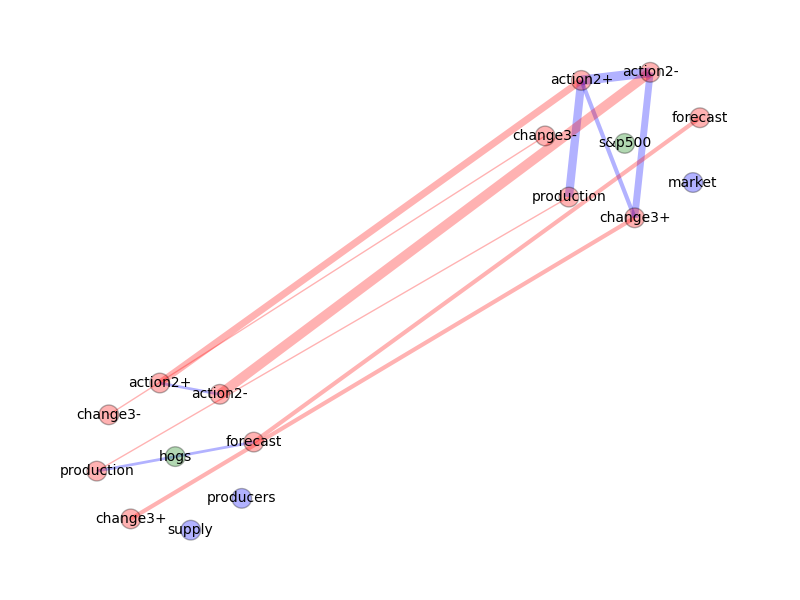 action2-
action2+
forecast
change3-
s&p500
market
production
change3+
action2+
action2-
change3-
forecast
hogs
production
producers
change3+
supply